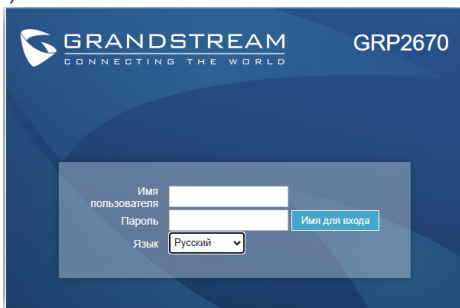 GRANDSTREAM
CONNECTING THE WORLD
GRP2670
Имя
пользователя
Пароль
Имя для входа
Язык
Русский